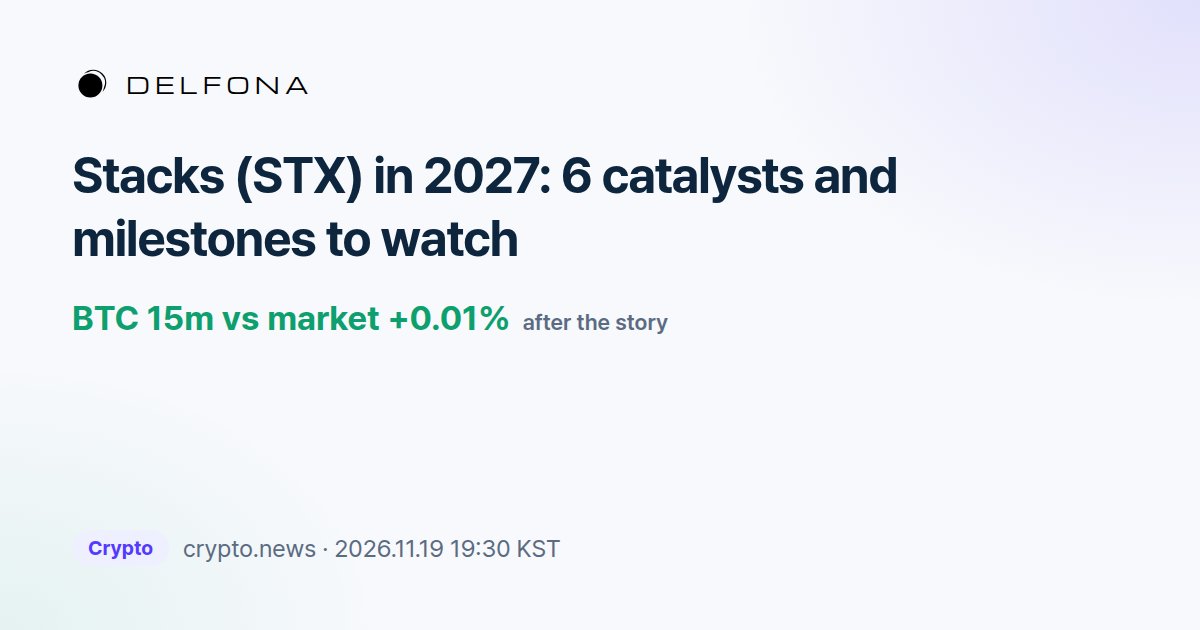 DELFONA
Stacks (STX) in 2027: 6 catalysts and
milestones to watch
BTC 15m vs market +0.01% after the story
Crypto crypto.news · 2026.11.19 19:30 KST